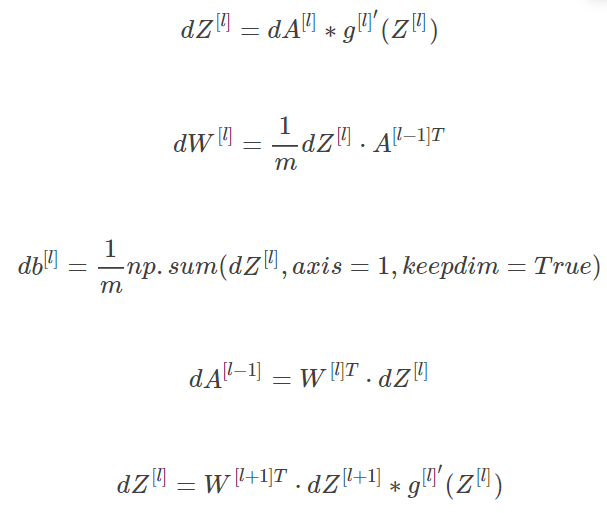 dZ^{[l]} = dA^{[l]} * g^{[l]'}(Z^{[l]})
dW^{[l]} = \frac{1}{m} dZ^{[l]} \cdot A^{[l-1]T}
db^{[l]} = \frac{1}{m} np.sum(dZ^{[l]}, axis = 1, keepdim = True)
dA^{[l-1]} = W^{[l]T} \cdot dZ^{[l]}
dZ^{[l]} = W^{[l+1]T} \cdot dZ^{[l+1]} * g^{[l]'}(Z^{[l]})